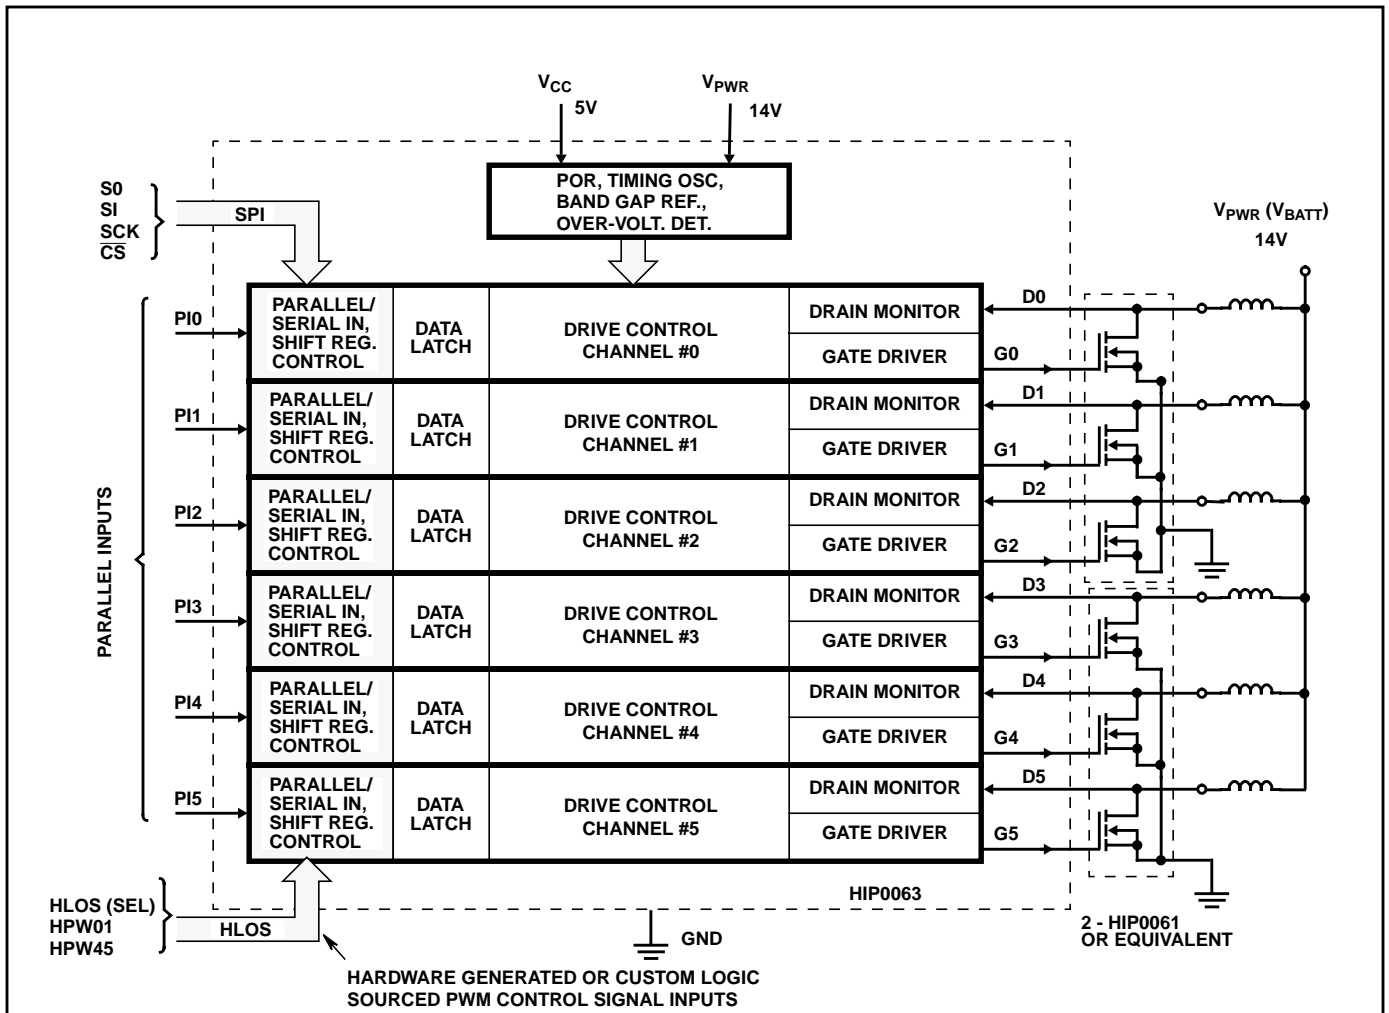 VCC
5V
VPWR
14V
POR, TIMING OSC,
BAND GAP REF.,
OVER-VOLT. DET.
S0
SI
SCK
CS
SPI
VPWR (VBATT)
14V
PARALLEL INPUTS
PI0
PARALLEL/
SERIAL IN,
SHIFT REG.
CONTROL
DATA
LATCH
DRIVE CONTROL
CHANNEL #0
DRAIN MONITOR
GATE DRIVER
D0
G0
PI1
PARALLEL/
SERIAL IN,
SHIFT REG.
CONTROL
DATA
LATCH
DRIVE CONTROL
CHANNEL #1
DRAIN MONITOR
GATE DRIVER
D1
G1
PI2
PARALLEL/
SERIAL IN,
SHIFT REG.
CONTROL
DATA
LATCH
DRIVE CONTROL
CHANNEL #2
DRAIN MONITOR
GATE DRIVER
D2
G2
PI3
PARALLEL/
SERIAL IN,
SHIFT REG.
CONTROL
DATA
LATCH
DRIVE CONTROL
CHANNEL #3
DRAIN MONITOR
GATE DRIVER
D3
G3
PI4
PARALLEL/
SERIAL IN,
SHIFT REG.
CONTROL
DATA
LATCH
DRIVE CONTROL
CHANNEL #4
DRAIN MONITOR
GATE DRIVER
D4
G4
PI5
PARALLEL/
SERIAL IN,
SHIFT REG.
CONTROL
DATA
LATCH
DRIVE CONTROL
CHANNEL #5
DRAIN MONITOR
GATE DRIVER
D5
G5
HIP0063
HLOS (SEL)
HPW01
HPW45
HLOS
GND
2 - HIP0061
OR EQUIVALENT
HARDWARE GENERATED OR CUSTOM LOGIC
SOURCED PWM CONTROL SIGNAL INPUTS